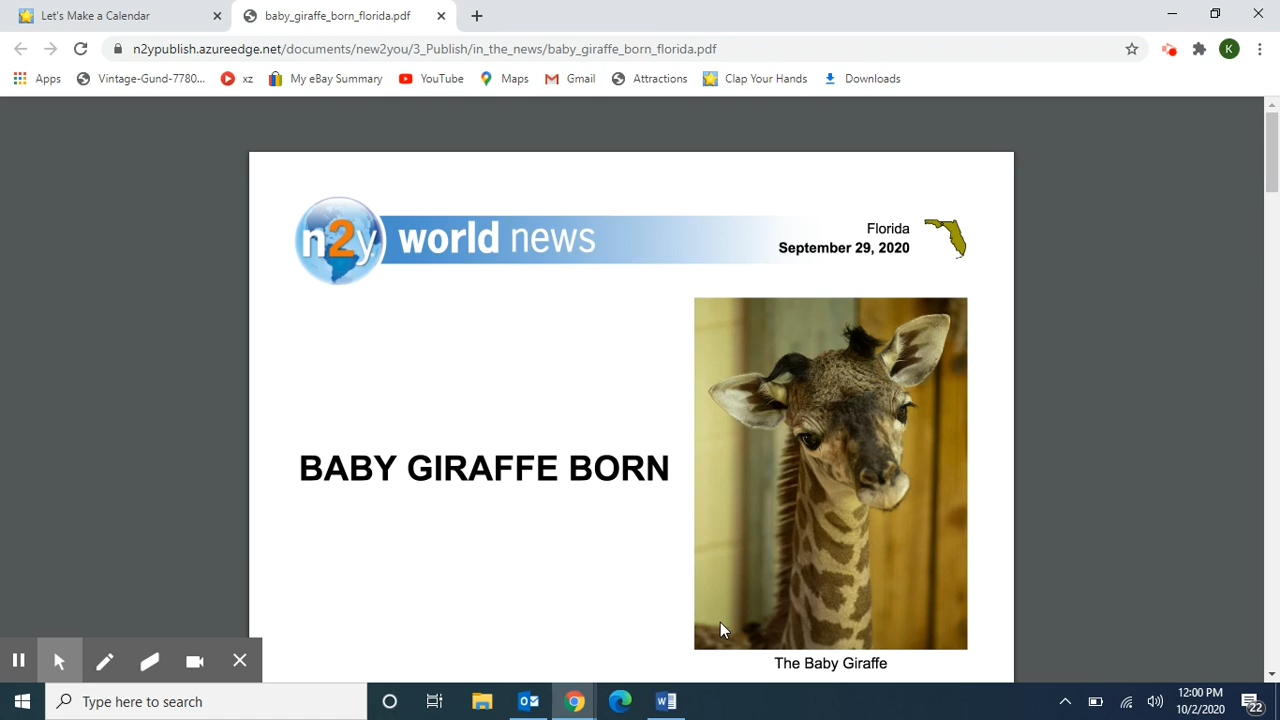 Let's Make a Calendar
baby_giraffe_born_florida.pdf
n2ypublish.azureedge.net/documents/new2you/3_Publish/in_the_news/baby_giraffe_born_florida.pdf
K
Apps Vintage-Gund-7780... xz My eBay Summary YouTube Maps Gmail Attractions Clap Your Hands Downloads
n2y world news
Florida
September 29, 2020
BABY GIRAFFE BORN
The Baby Giraffe
Type here to search
12:00 PM
10/2/2020
22